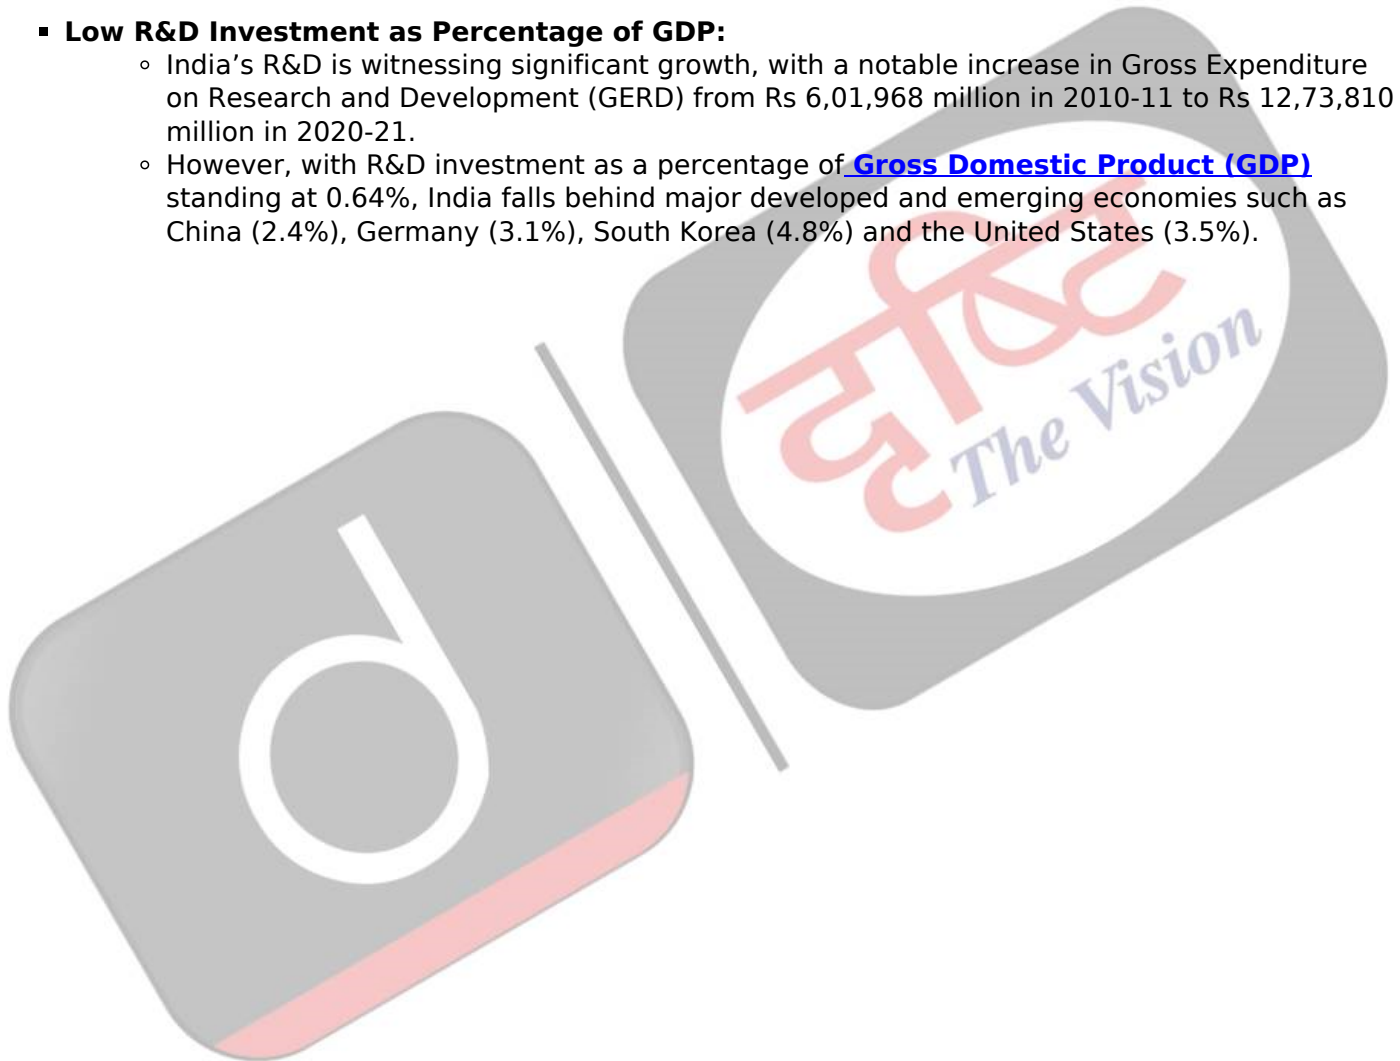 ▪ Low R&D Investment as Percentage of GDP:
◦ India’s R&D is witnessing significant growth, with a notable increase in Gross Expenditure
on Research and Development (GERD) from Rs 6,01,968 million in 2010-11 to Rs 12,73,810
million in 2020-21.
◦ However, with R&D investment as a percentage of Gross Domestic Product (GDP)
standing at 0.64%, India falls behind major developed and emerging economies such as
China (2.4%), Germany (3.1%), South Korea (4.8%) and the United States (3.5%).
दृष्टि
The Vision
d